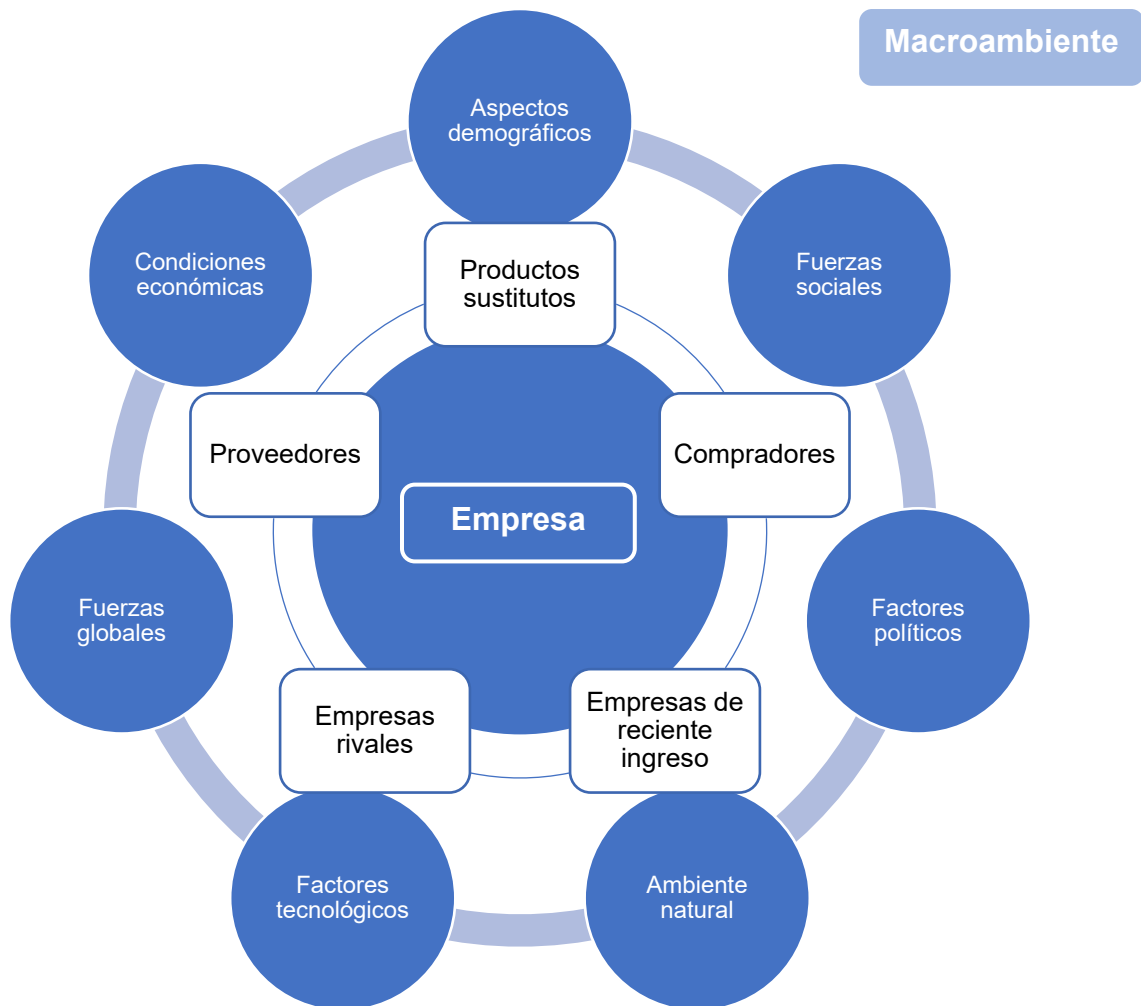 Macroambiente
Aspectos
demográficos
Condiciones
económicas
Fuerzas
sociales
Productos
sustitutos
Proveedores
Compradores
Empresa
Fuerzas
globales
Factores
políticos
Empresas
rivales
Empresas de
reciente
ingreso
Factores
tecnológicos
Ambiente
natural